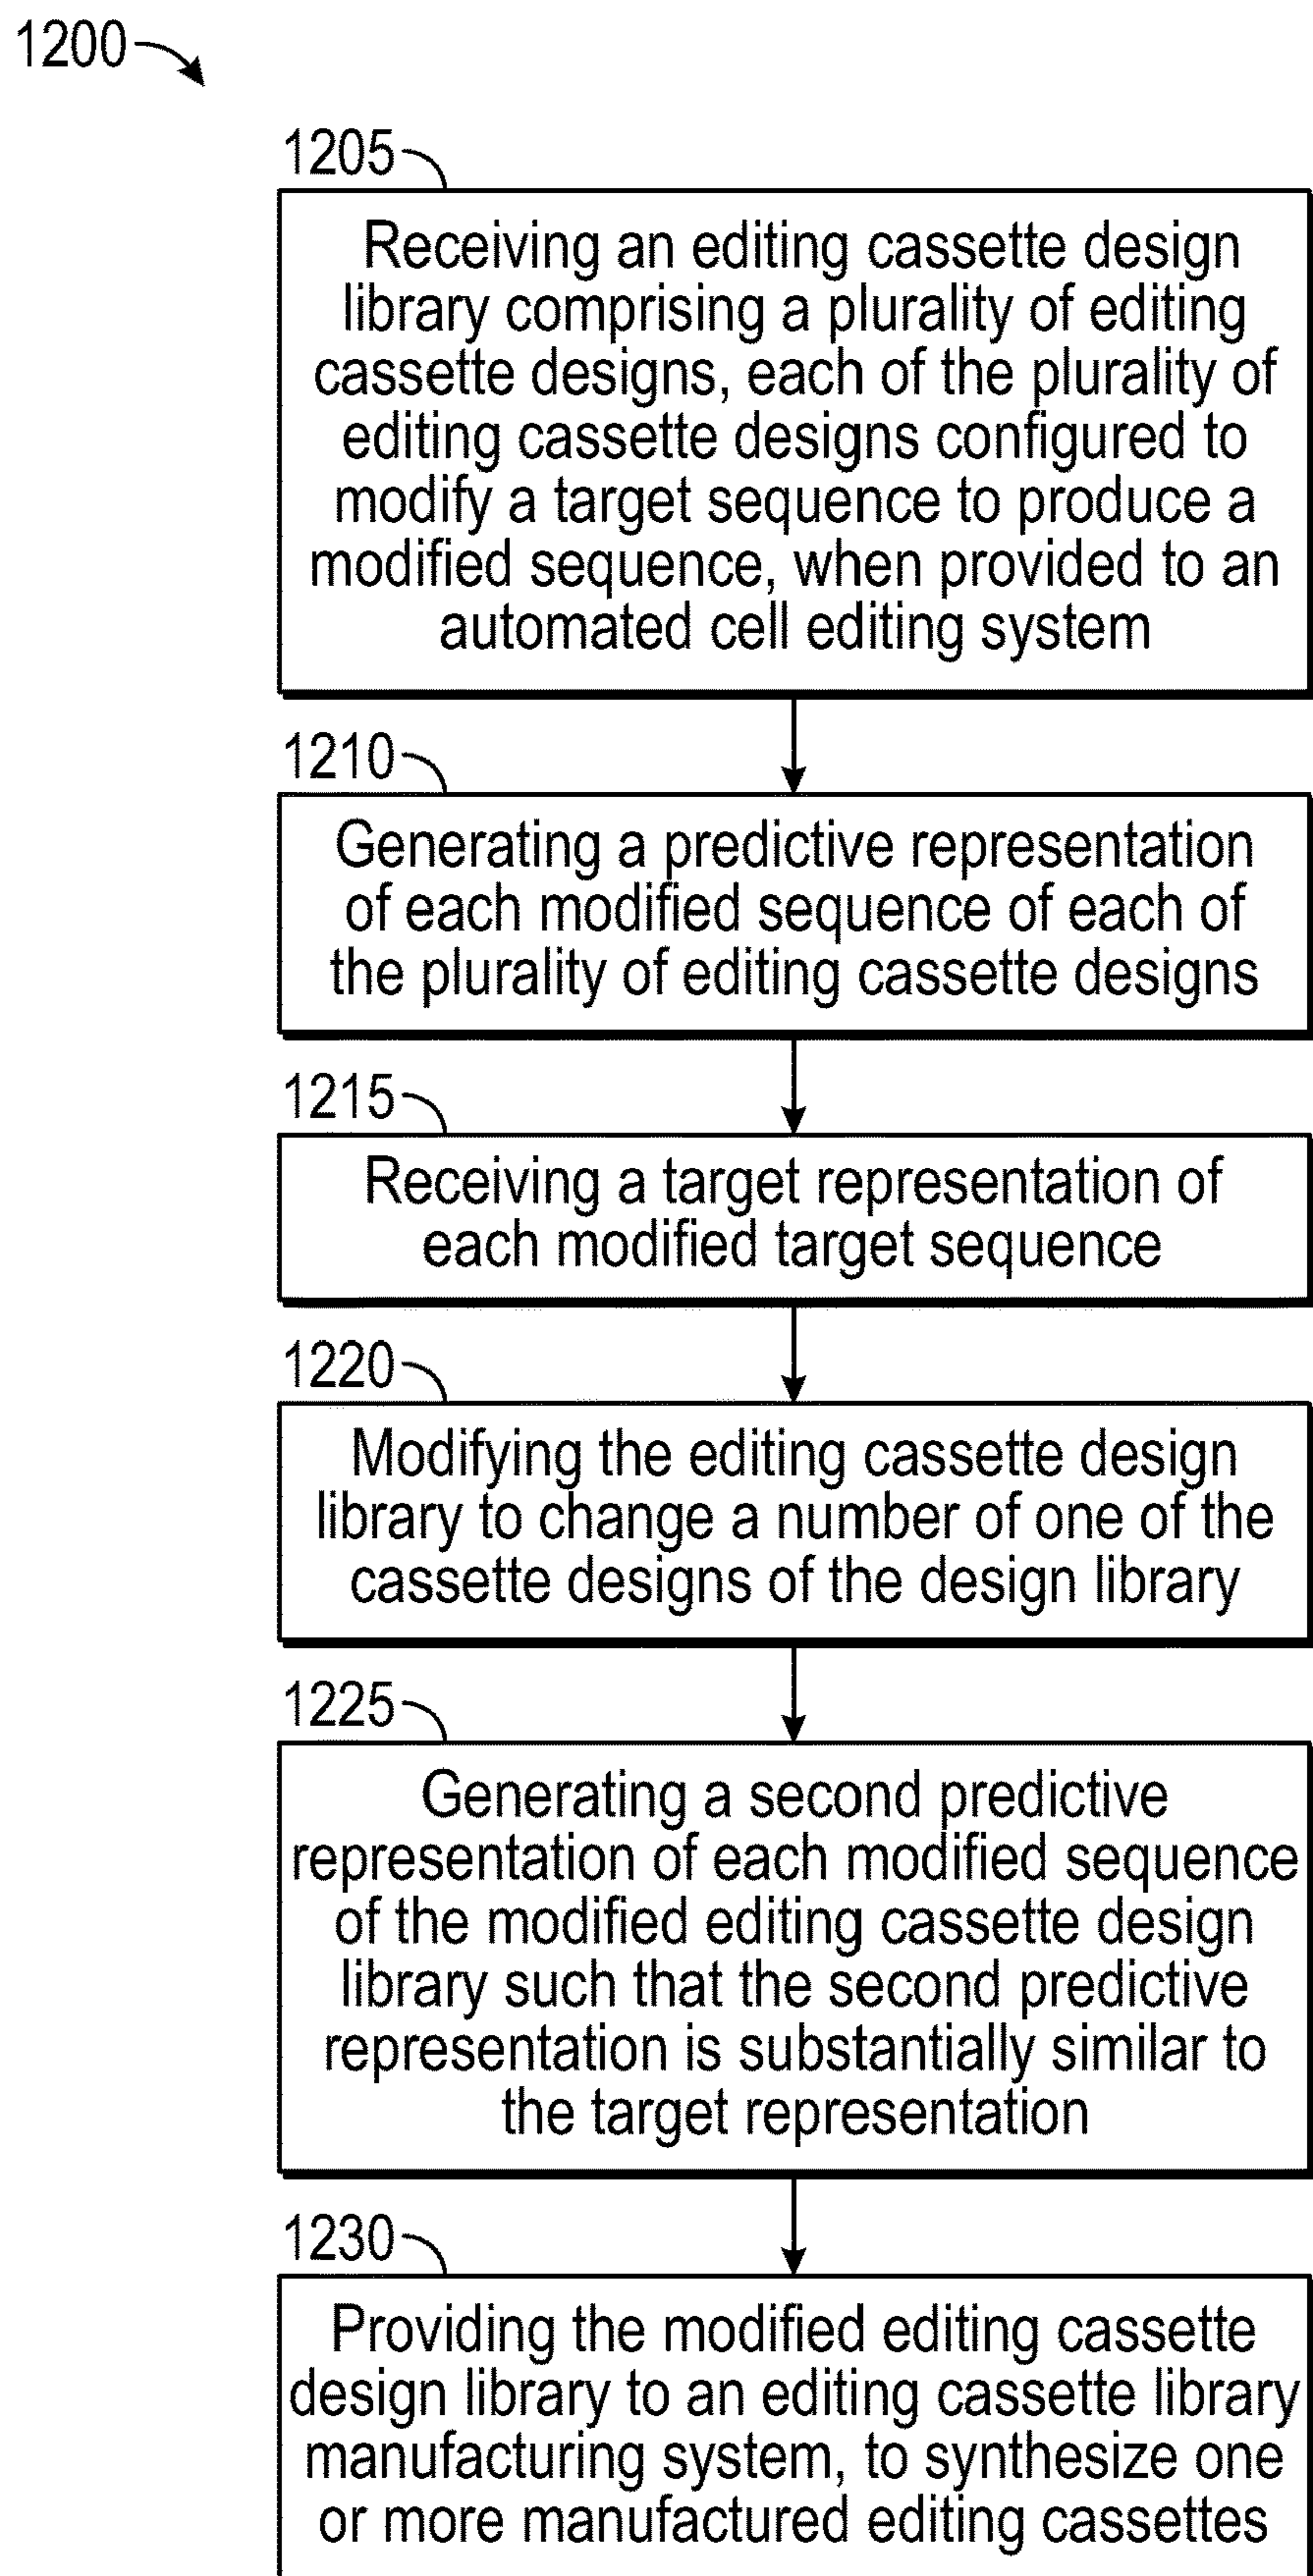 1200
1205
Receiving an editing cassette design
library comprising a plurality of editing
cassette designs, each of the plurality of
editing cassette designs configured to
modify a target sequence to produce a
modified sequence, when provided to an
automated cell editing system
1210
Generating a predictive representation
of each modified sequence of each of
the plurality of editing cassette designs
1215
Receiving a target representation of
each modified target sequence
1220
Modifying the editing cassette design
library to change a number of one of the
cassette designs of the design library
1225
Generating a second predictive
representation of each modified sequence
of the modified editing cassette design
library such that the second predictive
representation is substantially similar to
the target representation
1230
Providing the modified editing cassette
design library to an editing cassette library
manufacturing system, to synthesize one
or more manufactured editing cassettes